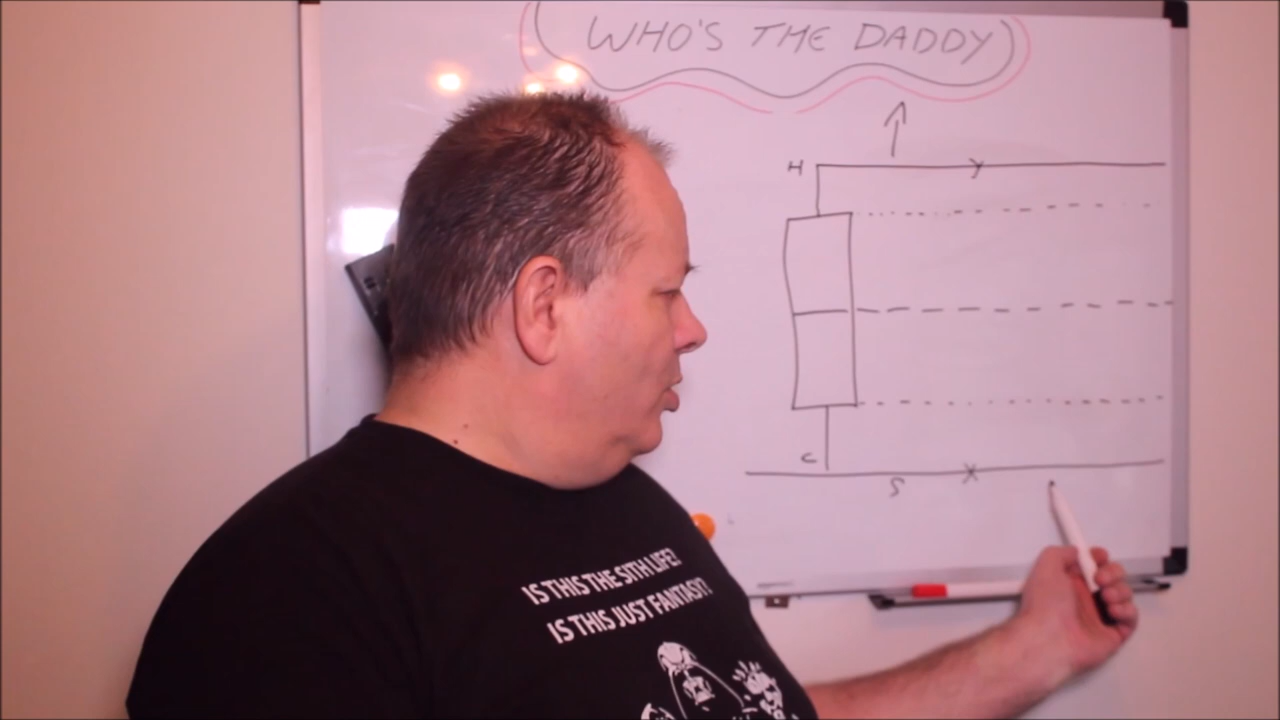 WHO'S THE DADDY
H
Y
C
S
X
IS THIS THE SITH LIFE?
IS THIS JUST FANTASY?